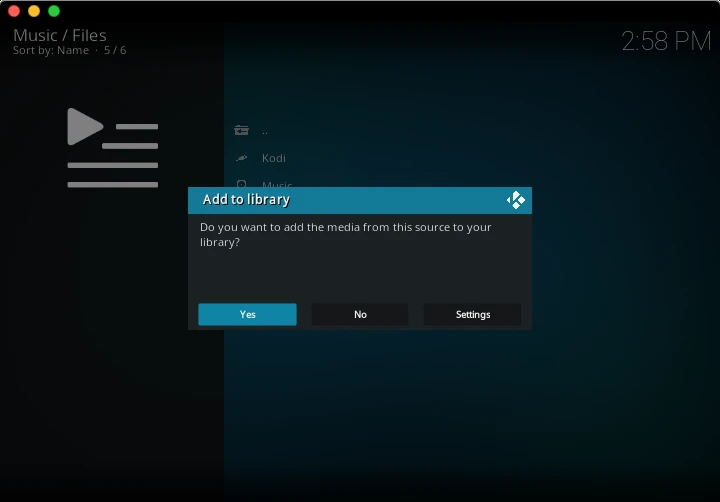 Music / Files
Sort by: Name · 5 / 6
2:58 PM
..
Kodi
Music
Add to library
Do you want to add the media from this source to your
library?
Yes
No
Settings